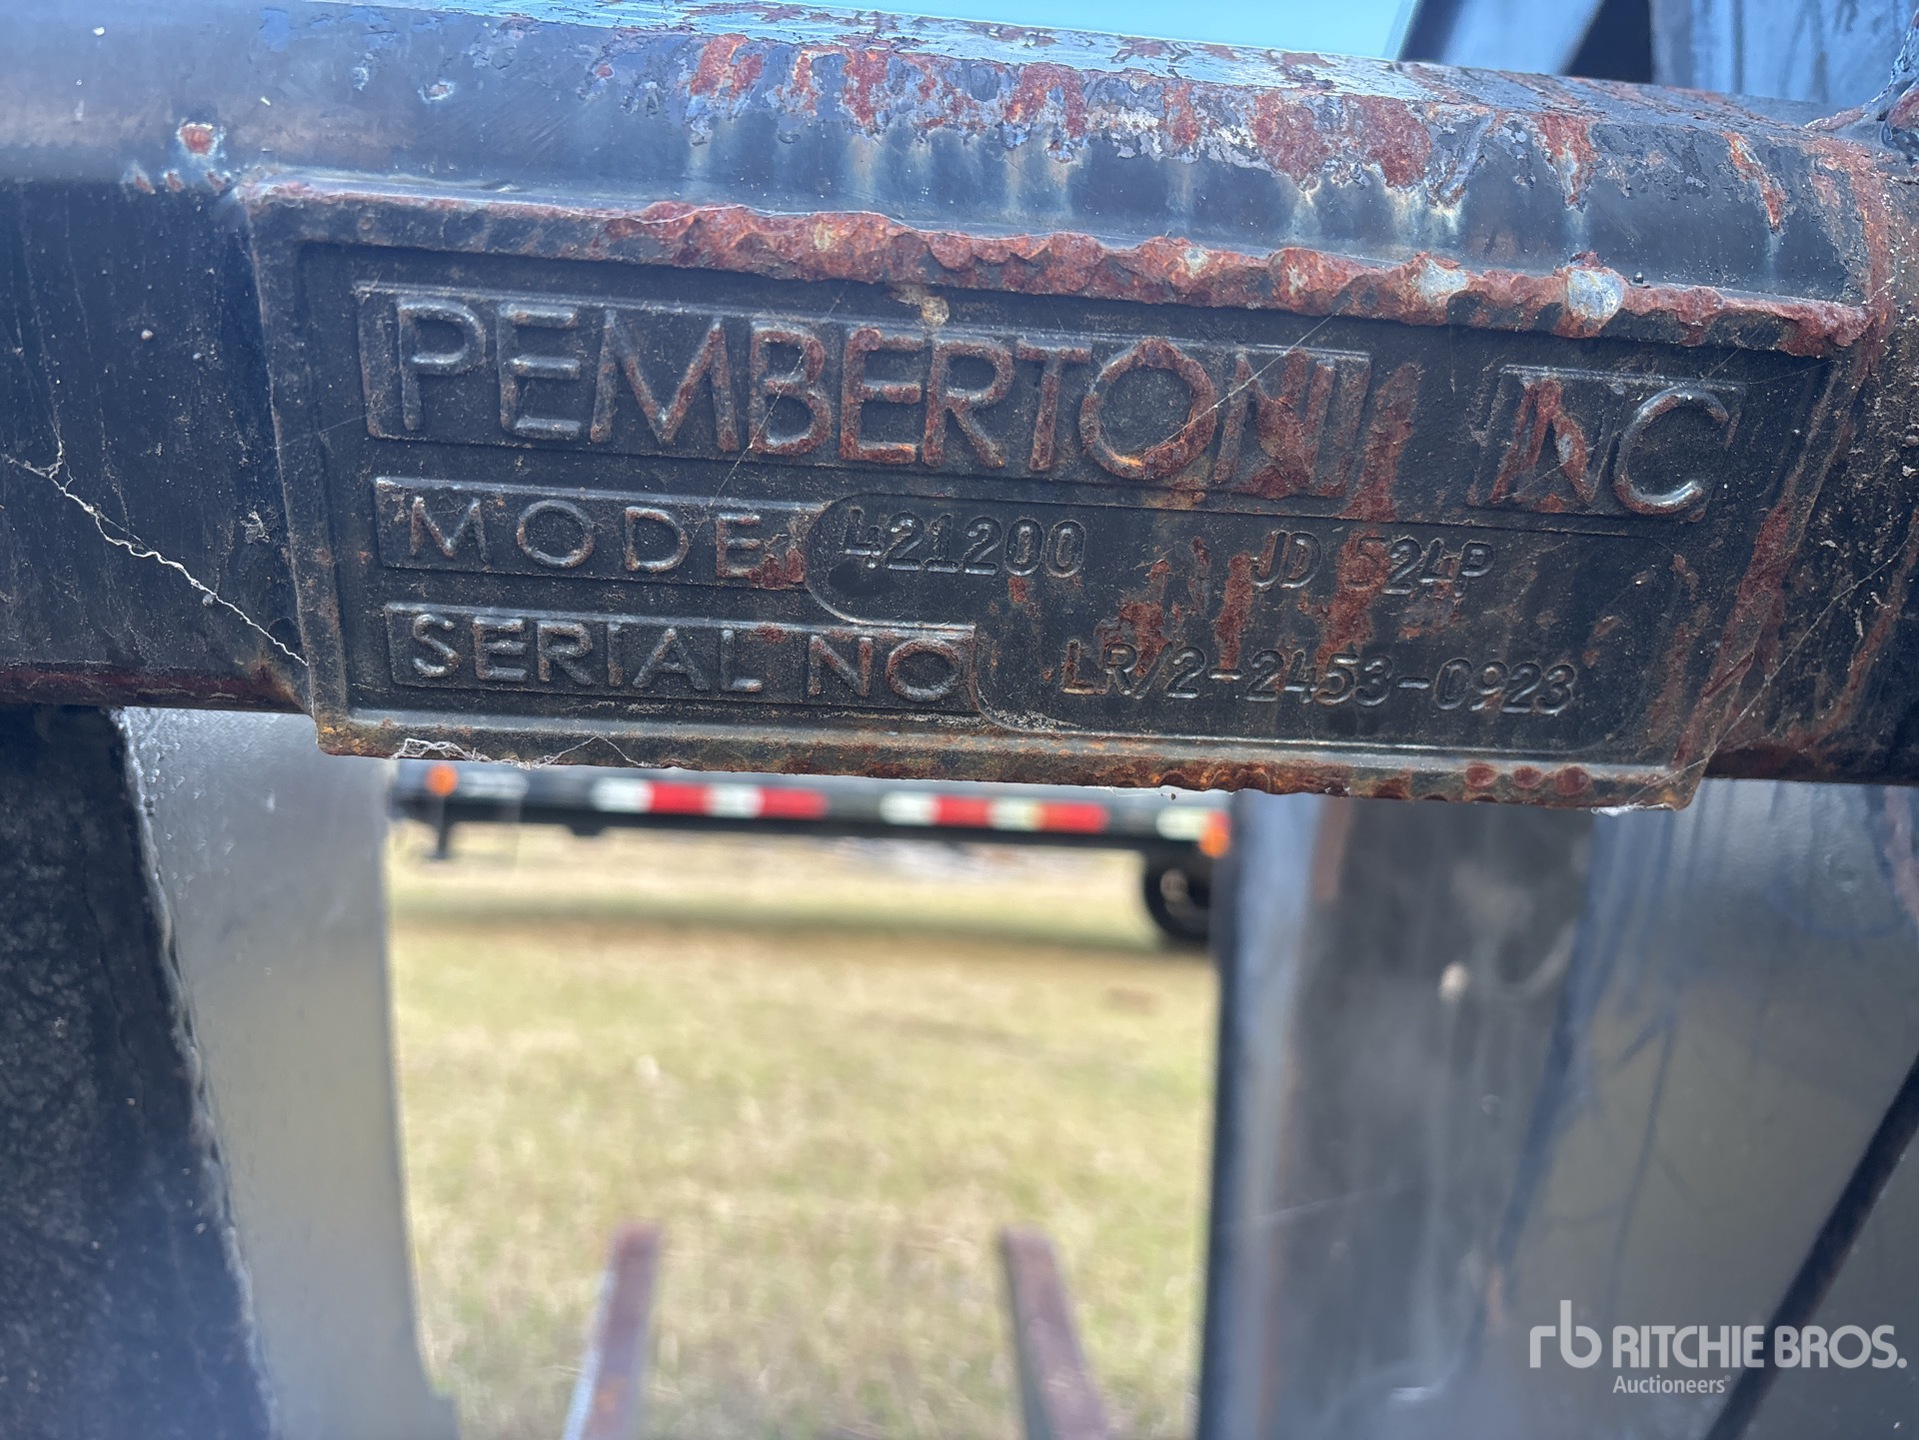 PEMBERTON INC
MODEL 421200 JD 524P
SERIAL NO LR/2-2453-0923
rb RITCHIE BROS.
Auctioneers